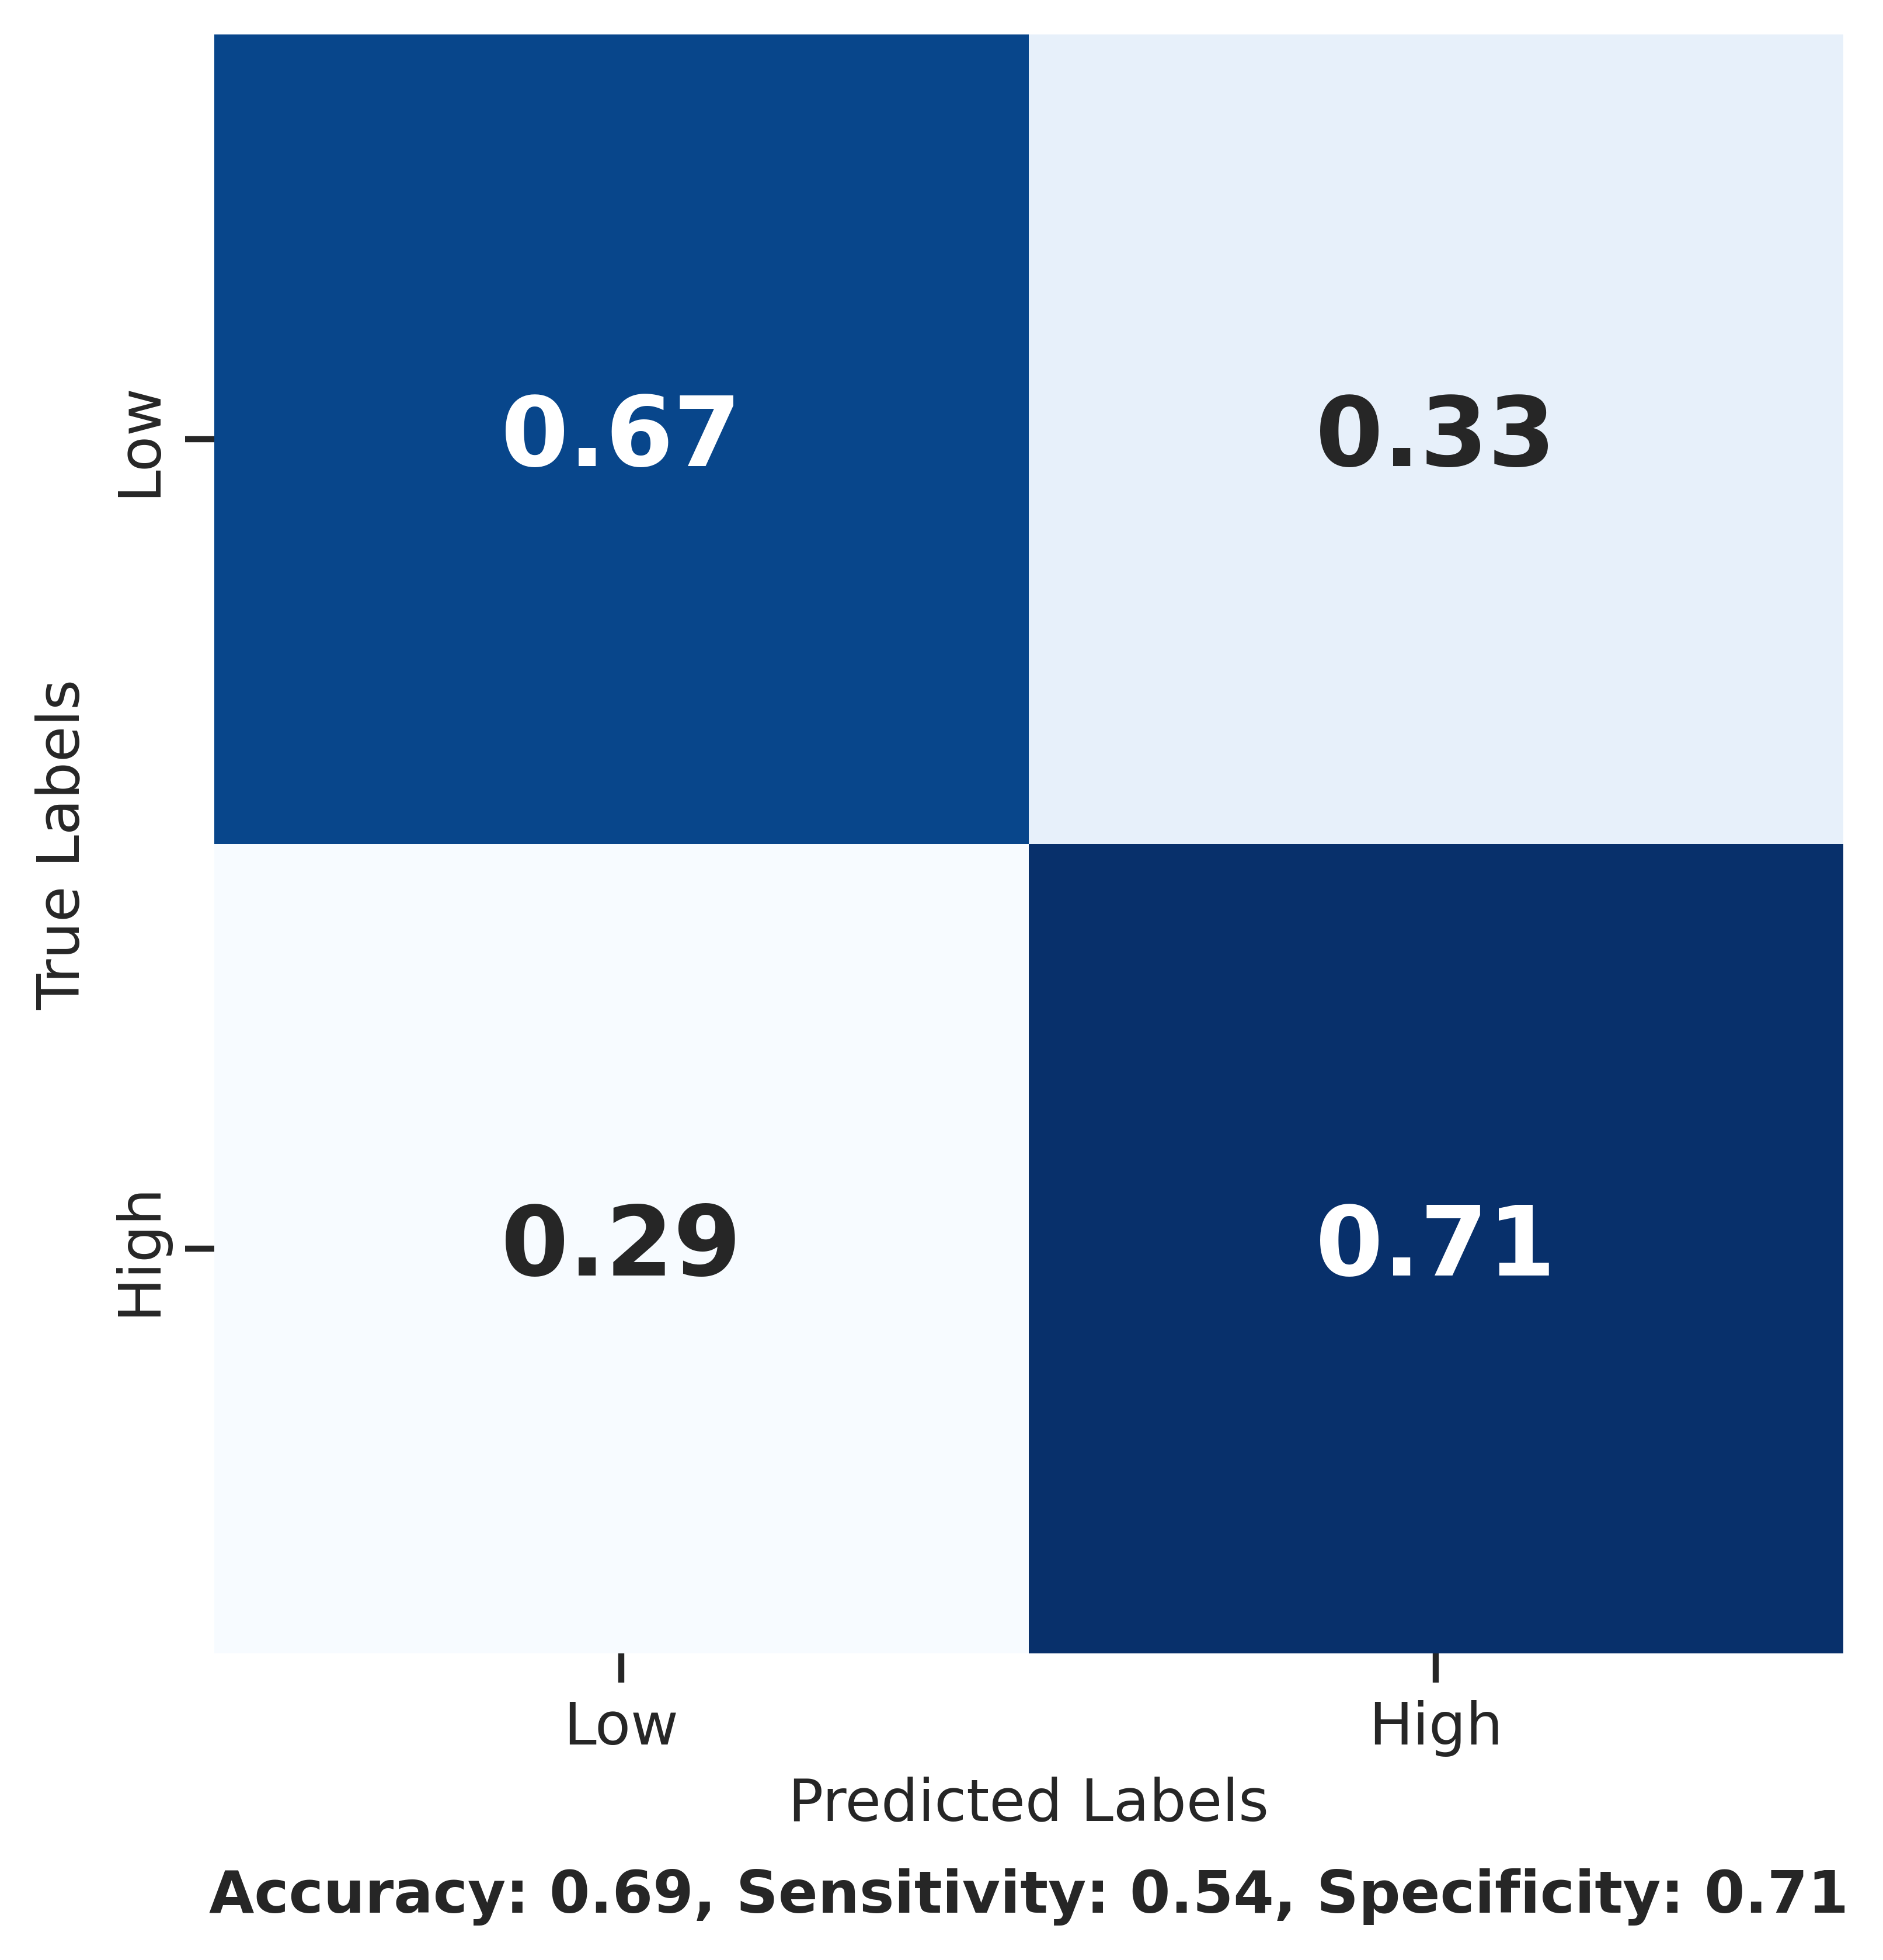 Low
0.67
0.33
True Labels
High
0.29
0.71
Low
High
Predicted Labels
Accuracy: 0.69, Sensitivity: 0.54, Specificity: 0.71